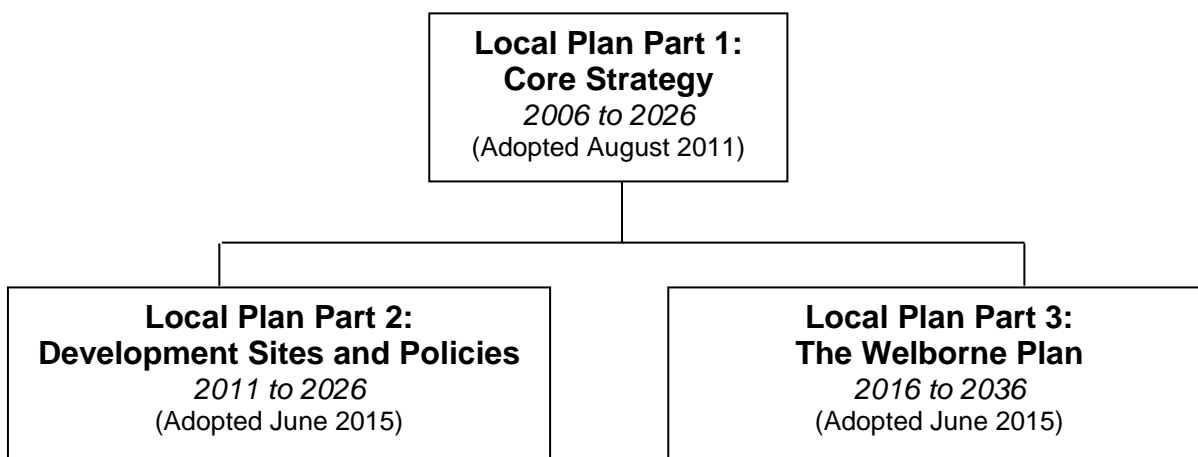 Local Plan Part 1:
Core Strategy
2006 to 2026
(Adopted August 2011)
Local Plan Part 2:
Development Sites and Policies
2011 to 2026
(Adopted June 2015)
Local Plan Part 3:
The Welborne Plan
2016 to 2036
(Adopted June 2015)